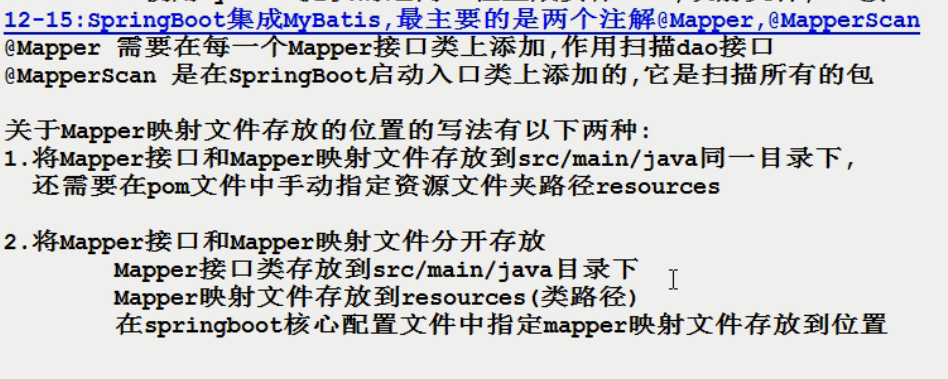 12-15:SpringBoot集成MyBatis,最主要的是两个注解@Mapper,@MapperScan
@Mapper 需要在每一个Mapper接口类上添加,作用扫描dao接口
@MapperScan 是在SpringBoot启动入口类上添加的,它是扫描所有的包
关于Mapper映射文件存放的位置的写法有以下两种:
1.将Mapper接口和Mapper映射文件存放到src/main/java同一目录下,
还需要在pom文件中手动指定资源文件夹路径resources
2.将Mapper接口和Mapper映射文件分开存放
Mapper接口类存放到src/main/java目录下
Mapper映射文件存放到resources(类路径)
在springboot核心配置文件中指定mapper映射文件存放到位置